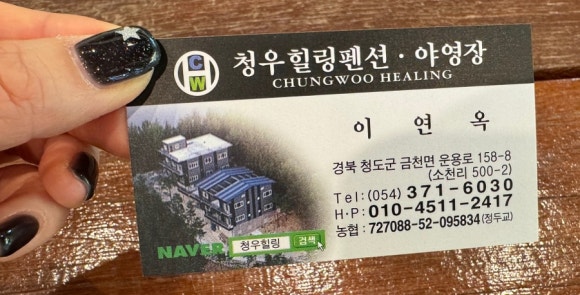 CHW
청우힐링펜션·야영장
CHUNGWOO HEALING
이 연 옥
경북 청도군 금천면 운용로 158-8
(소천리 500-2)
Tel:(054) 371-6030
H·P:010-4511-2417
농협:727088-52-095834(정두교)
NAVER 청우힐링 검색